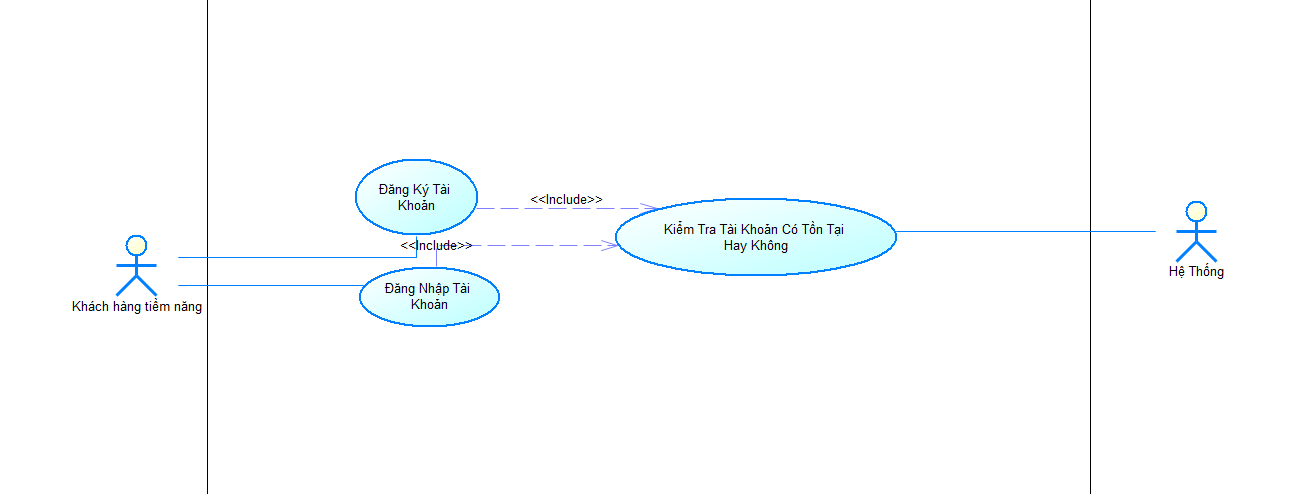 Đăng Ký Tài
Khoản
<<Include>>
Kiểm Tra Tài Khoản Có Tồn Tại
Hay Không
<<Include>>
Đăng Nhập Tài
Khoản
Khách hàng tiềm năng
Hệ Thống